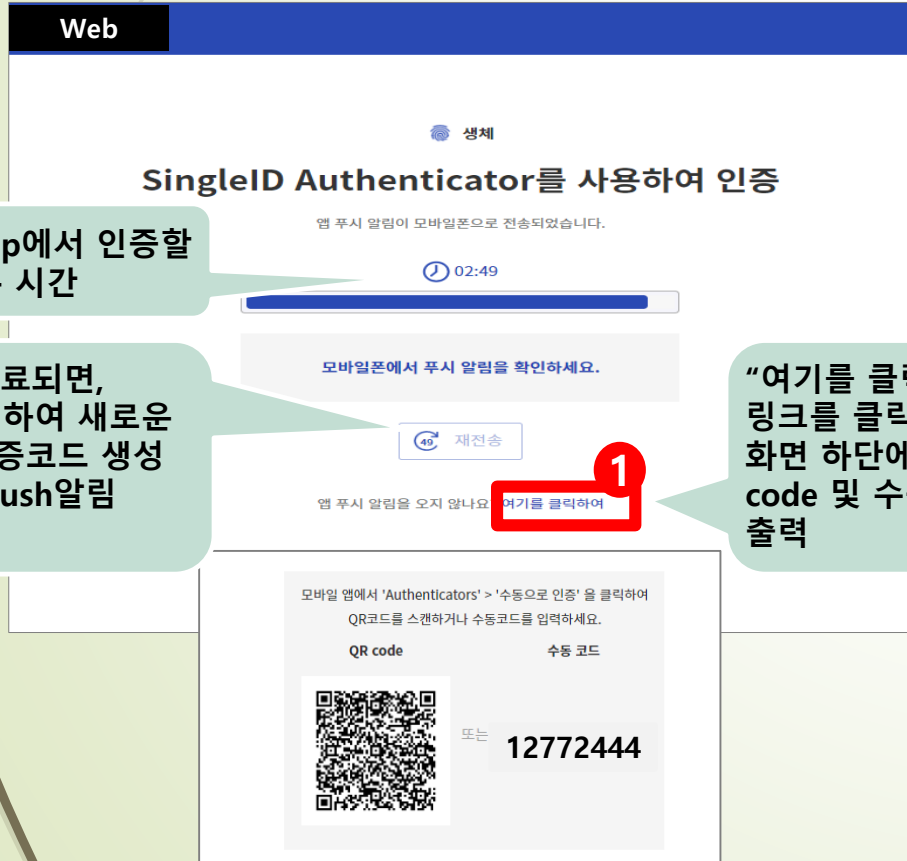 Web
생체
SingleID Authenticator를 사용하여 인증
앱 푸시 알림이 모바일폰으로 전송되었습니다.
p에서 인증할
시간
02:49
모바일폰에서 푸시 알림을 확인하세요.
료되면,
하여 새로운
증코드 생성
ush알림
49 재전송
1
앱 푸시 알림을 오지 않나요 여기를 클릭하여
“여기를 클릭
링크를 클릭
화면 하단에
code 및 수
출력
모바일 앱에서 'Authenticators' > '수동으로 인증' 을 클릭하여
QR코드를 스캔하거나 수동코드를 입력하세요.
QR code 수동 코드
또는 12772444